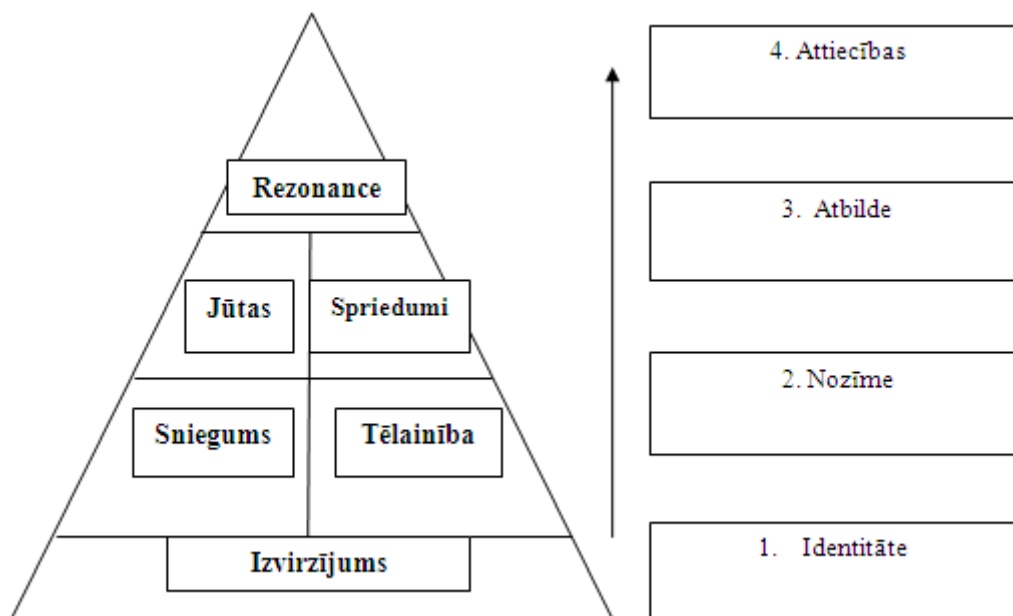 4. Attiecības
Rezonance
3. Atbilde
Jūtas
Spriedumi
2. Nozīme
Sniegums
Tēlainība
1. Identitāte
Izvirzījums